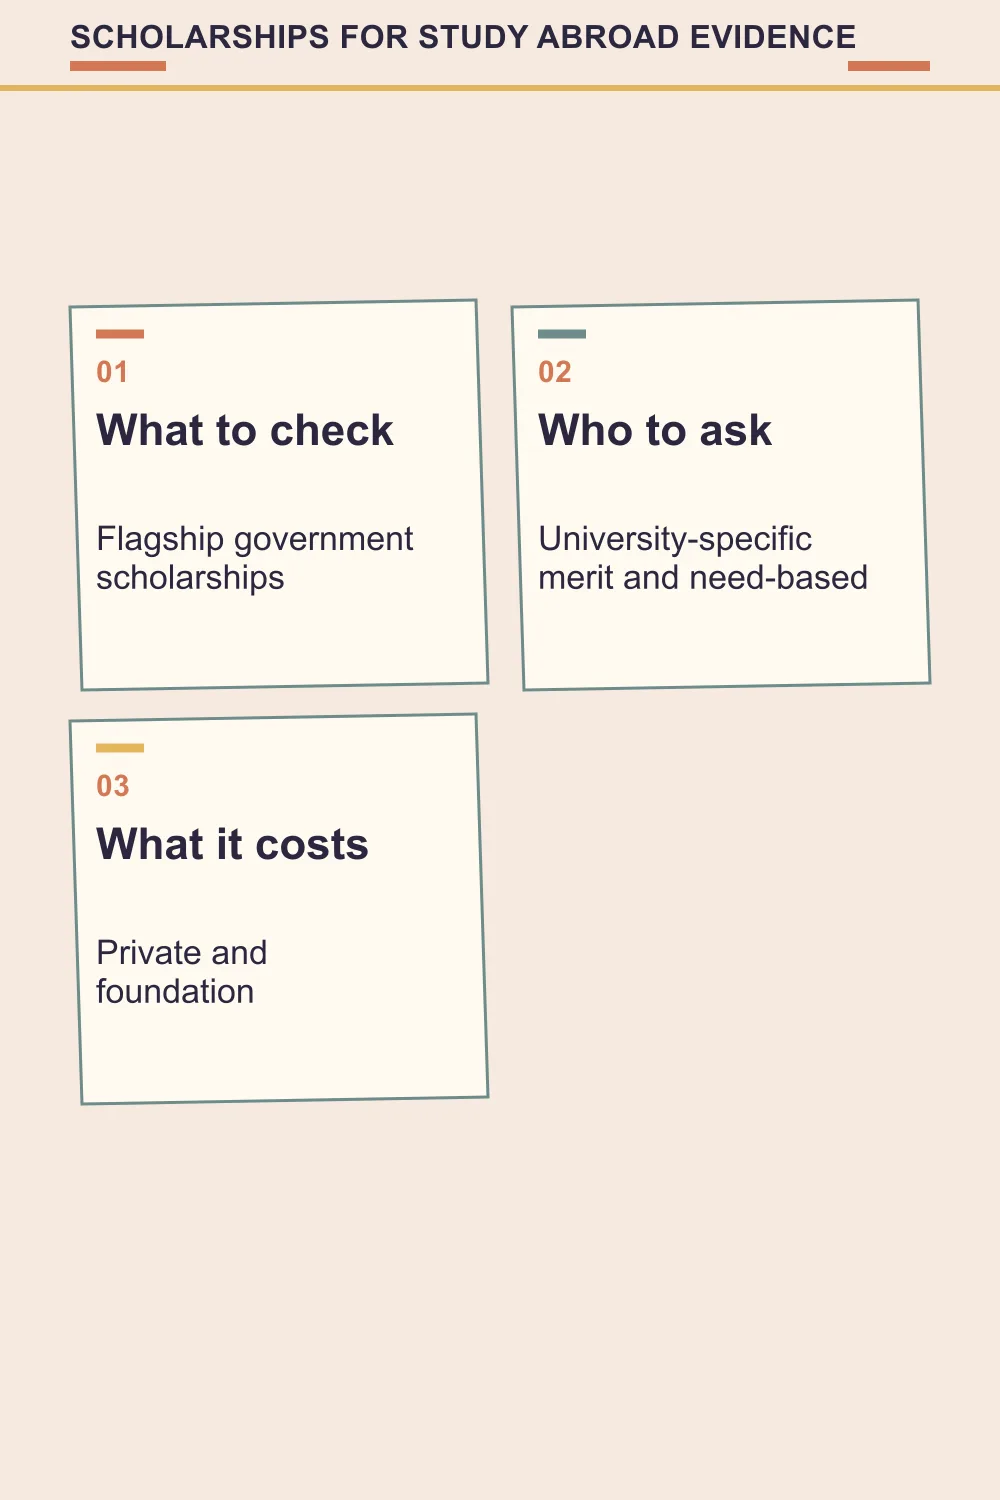 SCHOLARSHIPS FOR STUDY ABROAD EVIDENCE
01
What to check
Flagship government
scholarships
02
Who to ask
University-specific
merit and need-based
03
What it costs
Private and
foundation